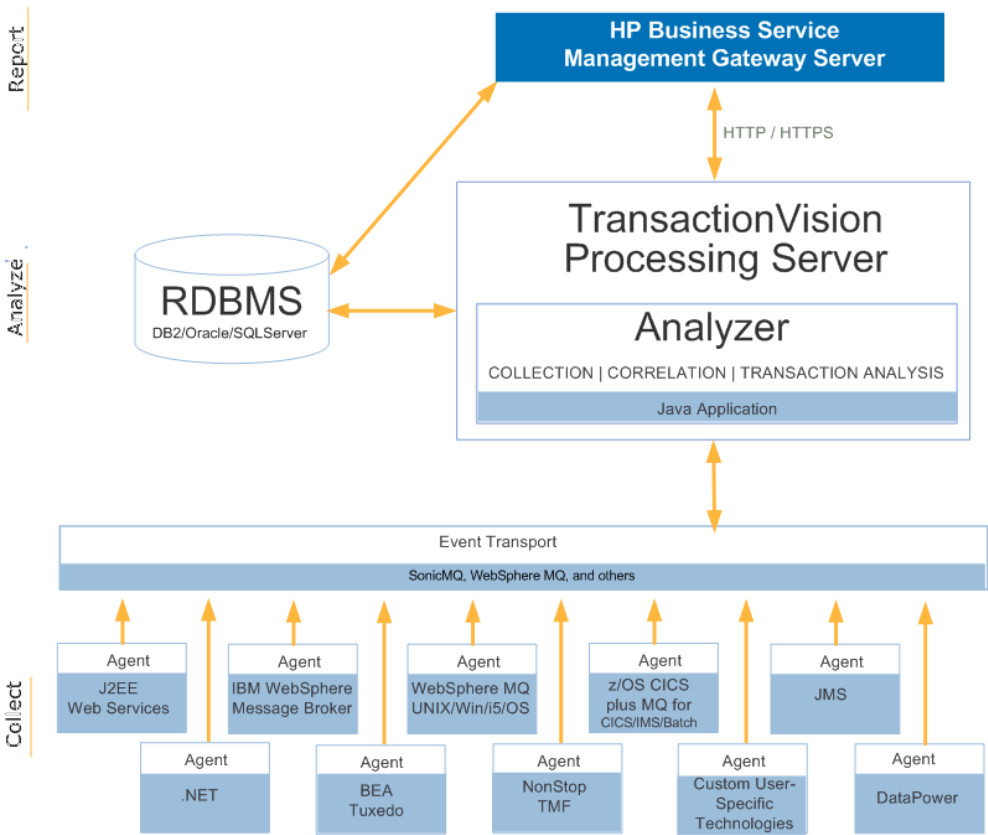 Report
HP Business Service
Management Gateway Server
HTTP / HTTPS
Analyze
TransactionVision
Processing Server
RDBMS
DB2/Oracle/SQLServer
Analyzer
COLLECTION | CORRELATION | TRANSACTION ANALYSIS
Java Application
Event Transport
SonicMQ, WebSphere MQ, and others
Collect
Agent
J2EE
Web Services
Agent
IBM WebSphere
Message Broker
Agent
WebSphere MQ
UNIX/Win/i5/OS
Agent
z/OS CICS
plus MQ for
CICS/IMS/Batch
Agent
JMS
Agent
.NET
Agent
BEA
Tuxedo
Agent
NonStop
TMF
Agent
Custom User-
Specific
Technologies
Agent
DataPower